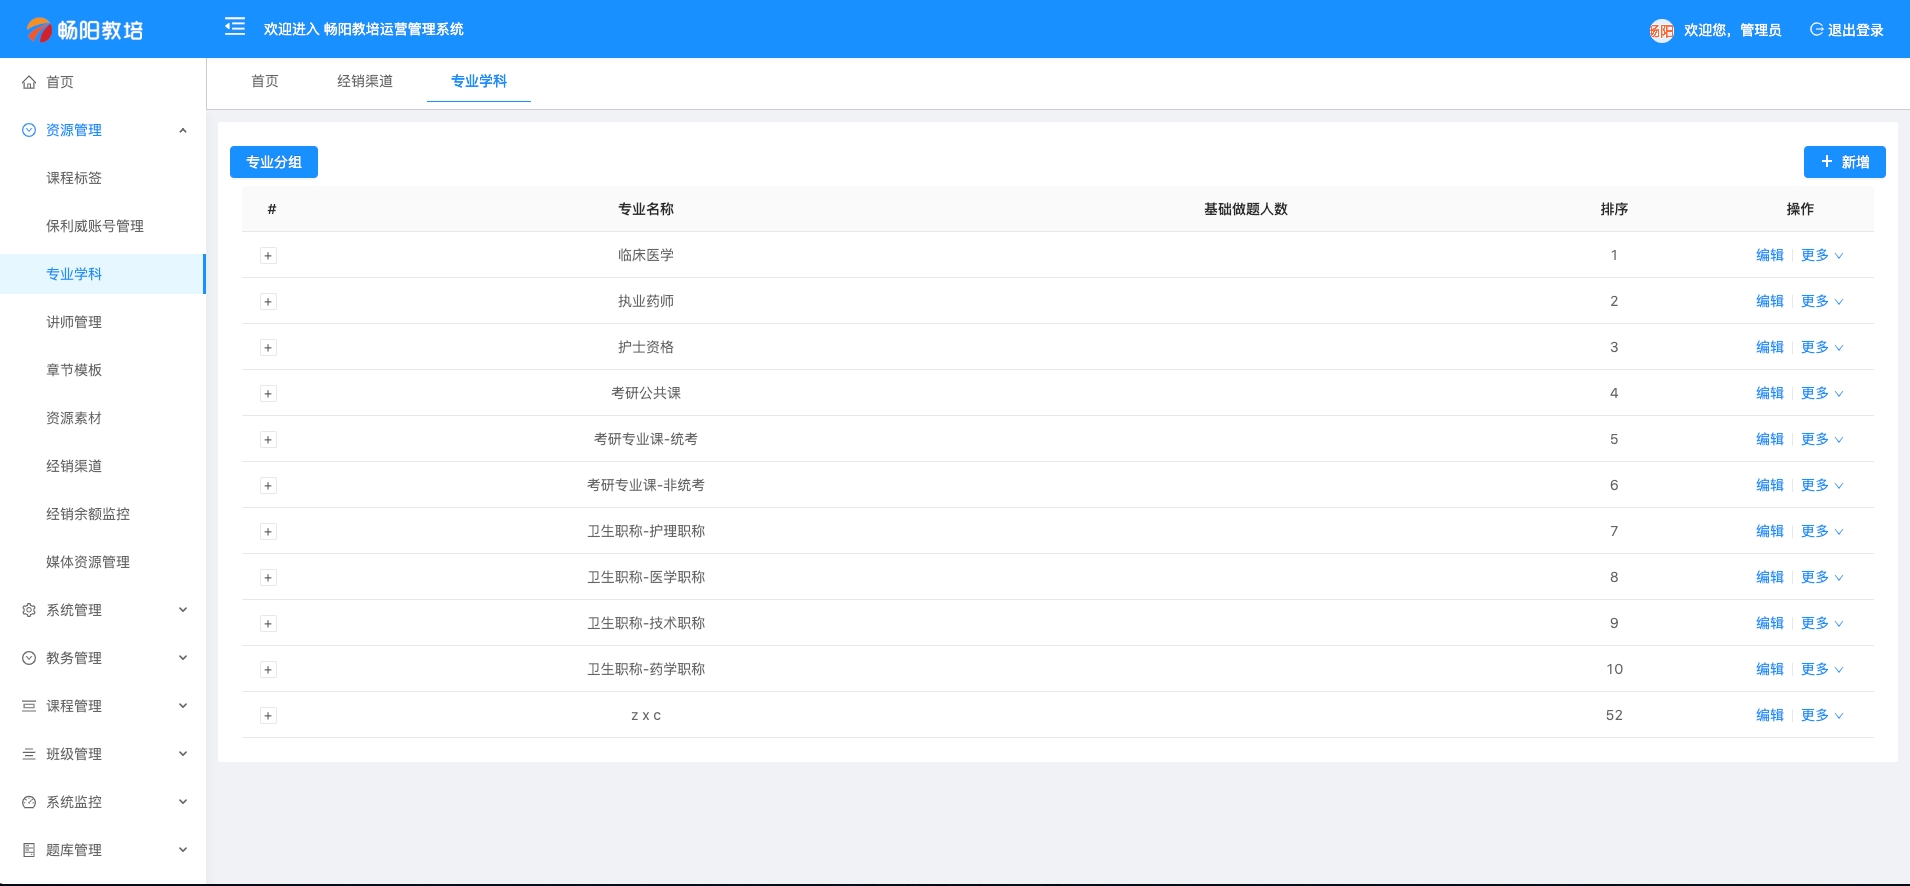 畅阳教培
欢迎进入 畅阳教培运营管理系统
畅阳
欢迎您，管理员
退出登录
首页
资源管理
课程标签
保利威账号管理
专业学科
讲师管理
章节模板
资源素材
经销渠道
经销余额监控
媒体资源管理
系统管理
教务管理
课程管理
班级管理
系统监控
题库管理
首页 经销渠道 专业学科
专业分组
+ 新增
# 专业名称 基础做题人数 排序 操作
+ 临床医学 1 编辑 更多
+ 执业药师 2 编辑 更多
+ 护士资格 3 编辑 更多
+ 考研公共课 4 编辑 更多
+ 考研专业课-统考 5 编辑 更多
+ 考研专业课-非统考 6 编辑 更多
+ 卫生职称-护理职称 7 编辑 更多
+ 卫生职称-医学职称 8 编辑 更多
+ 卫生职称-技术职称 9 编辑 更多
+ 卫生职称-药学职称 10 编辑 更多
+ z x c 52 编辑 更多